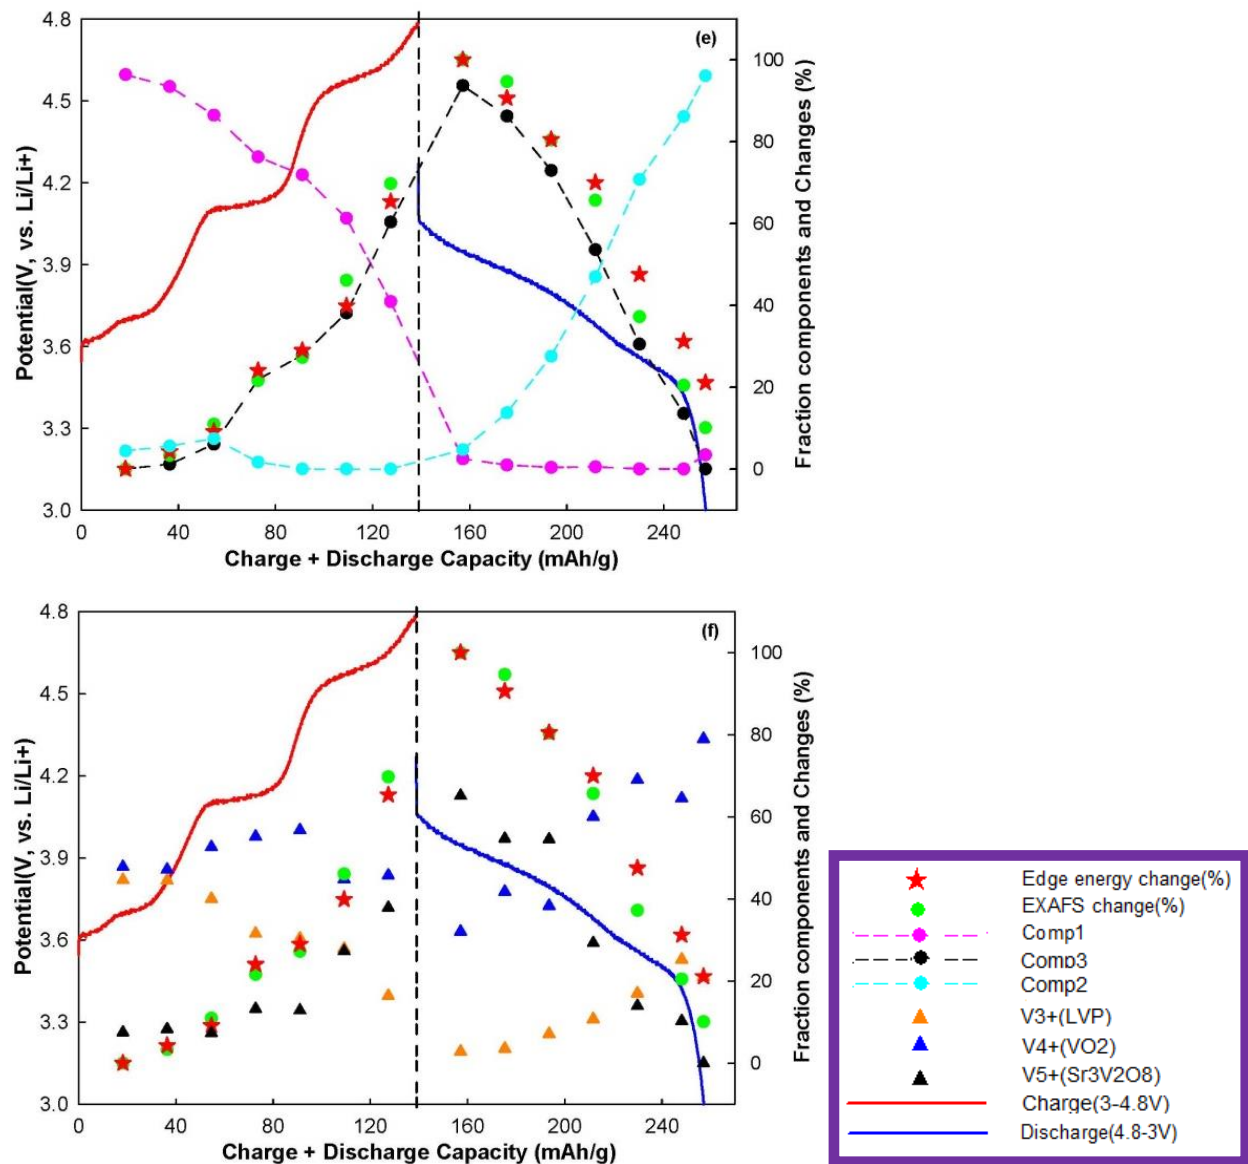 (e)
4.8
4.5
4.2
3.9
3.6
3.3
3.0
Potential(V, vs. Li/Li+)
100
80
60
40
20
0
Fraction components and Changes (%)
0 40 80 120 160 200 240
Charge + Discharge Capacity (mAh/g)
(f)
4.8
4.5
4.2
3.9
3.6
3.3
3.0
Potential(V, vs. Li/Li+)
100
80
60
40
20
0
Fraction components and Changes (%)
0 40 80 120 160 200 240
Charge + Discharge Capacity (mAh/g)
Edge energy change(%)
EXAFS change(%)
Comp1
Comp3
Comp2
V3+(LVP)
V4+(VO2)
V5+(Sr3V2O8)
Charge(3-4.8V)
Discharge(4.8-3V)